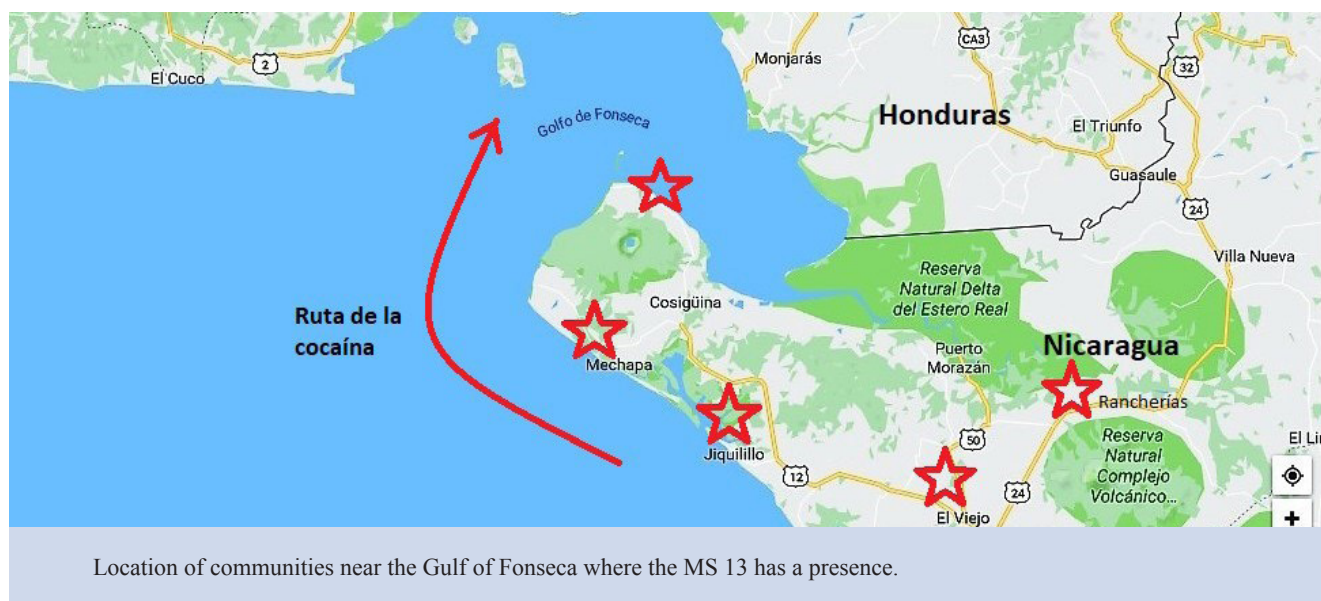 El Cuco
2
Monjarás
CA3
Honduras
32
El Triunfo
Golfo de Fonseca
Guasaule
24
Villa Nueva
Reserva
Natural Delta
del Estero Real
Cosigüina
Ruta de la
cocaína
Nicaragua
Puerto
Morazán
Mechapa
Rancherías
Jiquilillo
50
Reserva
Natural
Complejo
Volcánico...
12
24
El Viejo
Location of communities near the Gulf of Fonseca where the MS 13 has a presence.